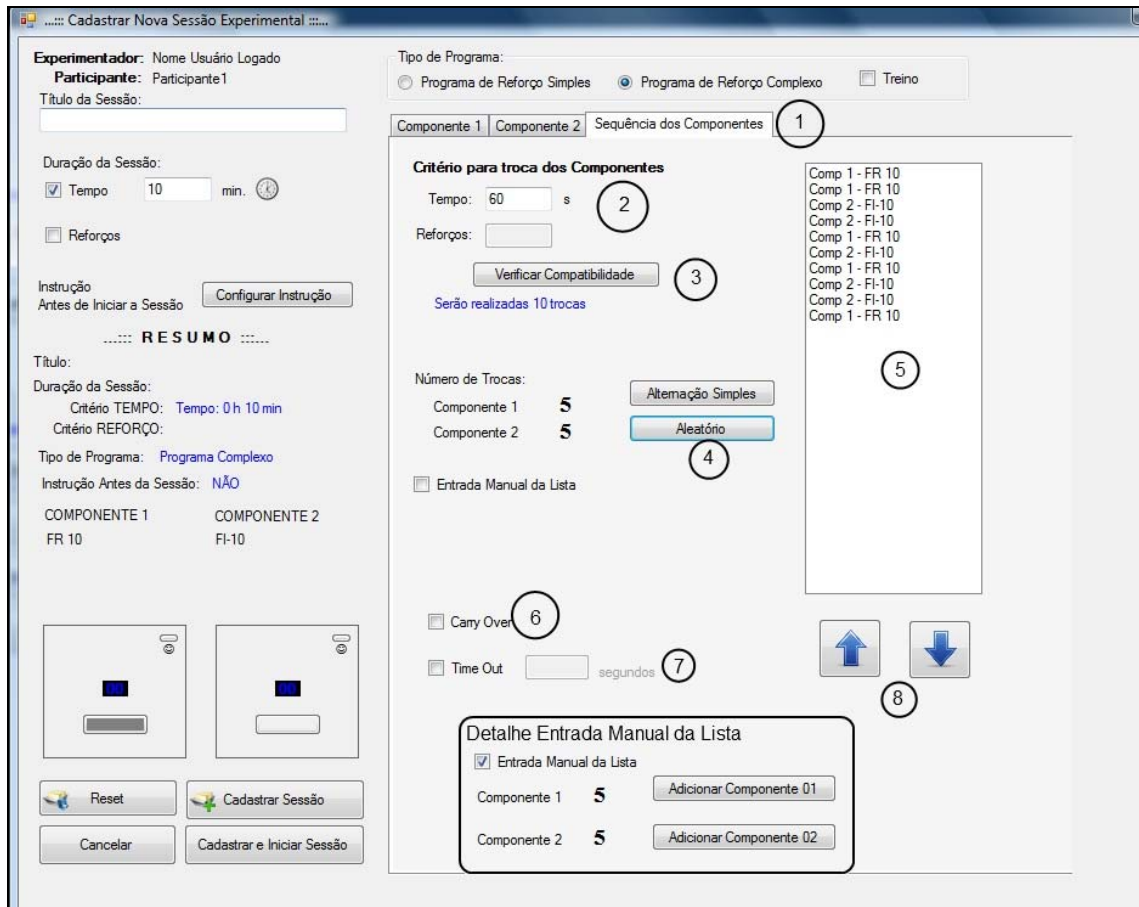 ...::: Cadastrar Nova Sessão Experimental :::...
Experimentador: Nome Usuário Logado
Participante: Participante1
Título da Sessão:
Duração da Sessão:
Tempo 10 min.
Reforços
Instrução
Antes de Iniciar a Sessão Configurar Instrução
...::: R E S U M O :::...
Título:
Duração da Sessão:
Critério TEMPO: Tempo: 0 h 10 min
Critério REFORÇO:
Tipo de Programa: Programa Complexo
Instrução Antes da Sessão: NÃO
COMPONENTE 1 COMPONENTE 2
FR 10 FI-10
00 00
Reset Cadastrar Sessão
Cancelar Cadastrar e Iniciar Sessão
Tipo de Programa:
Programa de Reforço Simples Programa de Reforço Complexo Treino
Componente 1 Componente 2 Sequência dos Componentes 1
Critério para troca dos Componentes
Tempo: 60 s 2
Reforços:
Verificar Compatibilidade 3
Serão realizadas 10 trocas
Número de Trocas:
Componente 1 5 Alternação Simples
Componente 2 5 Aleatório
4
Entrada Manual da Lista
Carry Over 6
Time Out segundos 7
Comp 1 - FR 10
Comp 1 - FR 10
Comp 2 - FI-10
Comp 2 - FI-10
Comp 1 - FR 10
Comp 2 - FI-10
Comp 1 - FR 10
Comp 2 - FI-10
Comp 2 - FI-10
Comp 1 - FR 10
5
8
Detalhe Entrada Manual da Lista
Entrada Manual da Lista
Componente 1 5 Adicionar Componente 01
Componente 2 5 Adicionar Componente 02